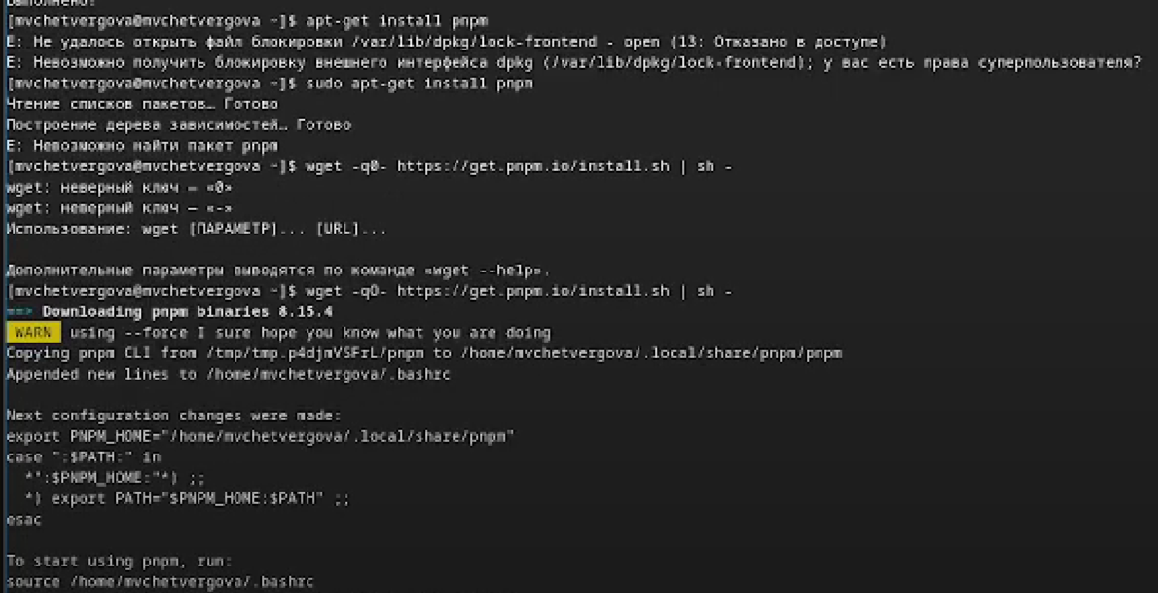 Выполнено!
[mvchetvergova@mvchetvergova ~]$ apt-get install pnpm
E: Не удалось открыть файл блокировки /var/lib/dpkg/lock-frontend - open (13: Отказано в доступе)
E: Невозможно получить блокировку внешнего интерфейса dpkg (/var/lib/dpkg/lock-frontend); у вас есть права суперпользователя?
[mvchetvergova@mvchetvergova ~]$ sudo apt-get install pnpm
Чтение списков пакетов… Готово
Построение дерева зависимостей… Готово
E: Невозможно найти пакет pnpm
[mvchetvergova@mvchetvergova ~]$ wget -q0- https://get.pnpm.io/install.sh | sh -
wget: неверный ключ — «0»
wget: неверный ключ — «-»
Использование: wget [ПАРАМЕТР]... [URL]...
Дополнительные параметры выводятся по команде «wget --help».
[mvchetvergova@mvchetvergova ~]$ wget -qO- https://get.pnpm.io/install.sh | sh -
==> Downloading pnpm binaries 8.15.4
WARN using --force I sure hope you know what you are doing
Copying pnpm CLI from /tmp/tmp.p4djmVSFrL/pnpm to /home/mvchetvergova/.local/share/pnpm/pnpm
Appended new lines to /home/mvchetvergova/.bashrc
Next configuration changes were made:
export PNPM_HOME="/home/mvchetvergova/.local/share/pnpm"
case ":$PATH:" in
*":$PNPM_HOME:"*) ;;
*) export PATH="$PNPM_HOME:$PATH" ;;
esac
To start using pnpm, run:
source /home/mvchetvergova/.bashrc